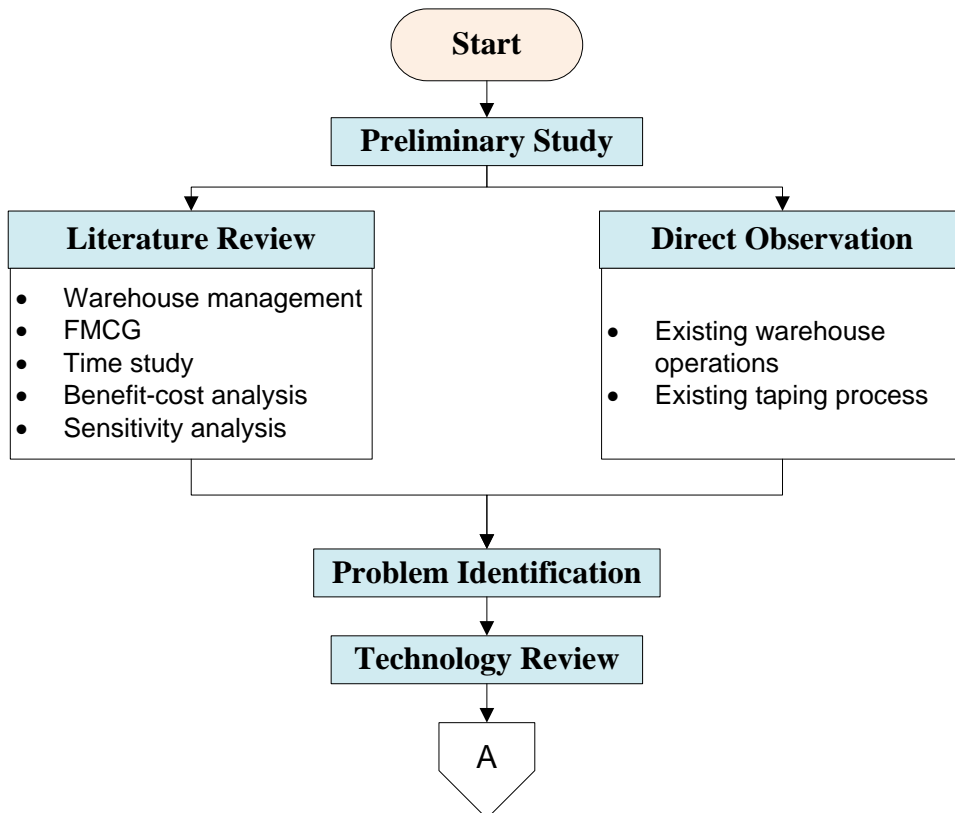 Start
Preliminary Study
Literature Review
• Warehouse management
• FMCG
• Time study
• Benefit-cost analysis
• Sensitivity analysis
Direct Observation
• Existing warehouse
operations
• Existing taping process
Problem Identification
Technology Review
A